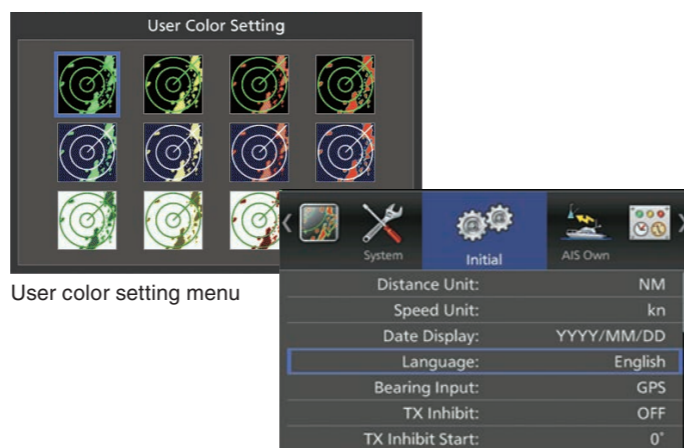 User Color Setting
User color setting menu
System
Initial
AIS Own
Distance Unit: NM
Speed Unit: kn
Date Display: YYYY/MM/DD
Language: English
Bearing Input: GPS
TX Inhibit: OFF
TX Inhibit Start: 0°